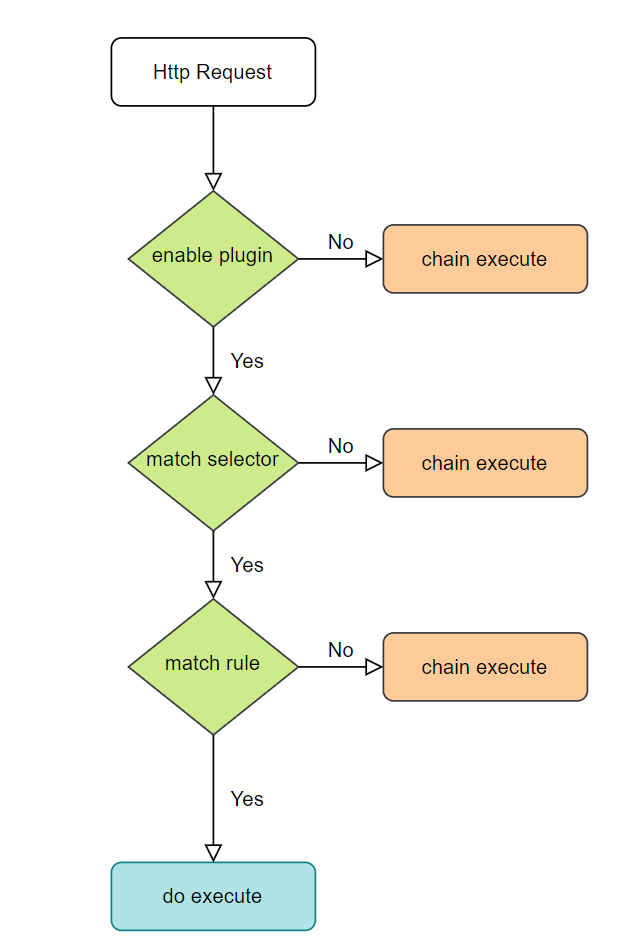 Http Request
enable plugin
No
chain execute
Yes
match selector
No
chain execute
Yes
match rule
No
chain execute
Yes
do execute